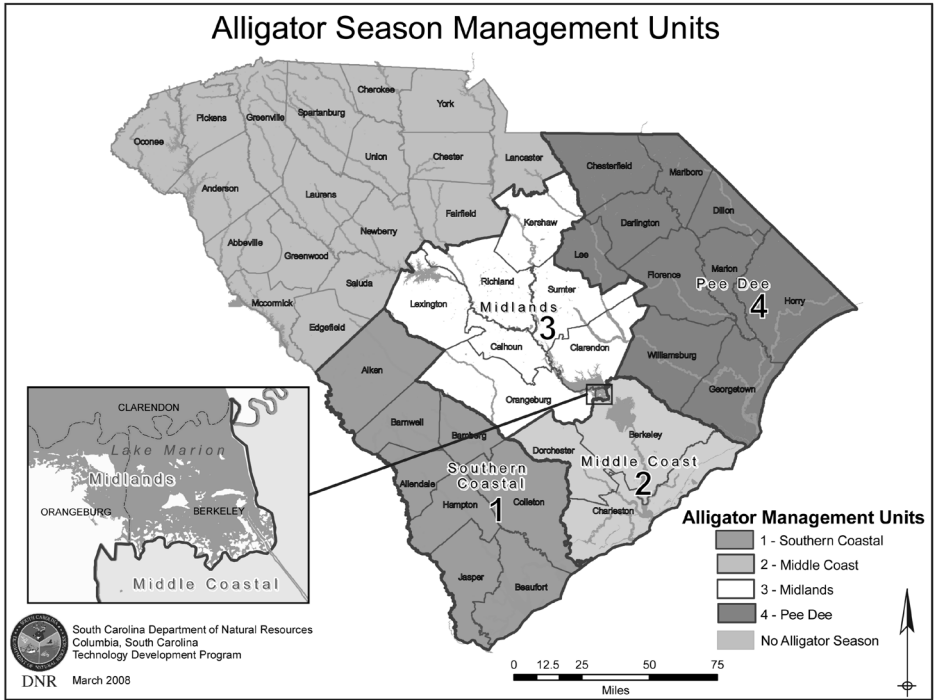 Alligator Season Management Units
Cherokee
York
Pickens
Greenville
Spartanburg
Oconee
Union
Chester
Lancaster
Chesterfield
Marlboro
Anderson
Laurens
Fairfield
Kershaw
Darlington
Dillon
Newberry
Abbeville
Greenwood
Lee
Saluda
Richland
Sumter
Florence
Marion
Pee Dee
4
Horry
Mccormick
Lexington
Midlands
3
Edgefield
Calhoun
Clarendon
Williamsburg
Aiken
Georgetown
Orangeburg
Barnwell
Bamberg
Berkeley
Dorchester
Middle Coast
2
Southern
Coastal
1
Allendale
Hampton
Colleton
Charleston
Jasper
Beaufort
CLARENDON
Lake Marion
Midlands
ORANGEBURG
BERKELEY
Middle Coastal
Alligator Management Units
1 - Southern Coastal
2 - Middle Coast
3 - Midlands
4 - Pee Dee
No Alligator Season
South Carolina Department of Natural Resources
Columbia, South Carolina
Technology Development Program
DNR March 2008
0 12.5 25 50 75
Miles